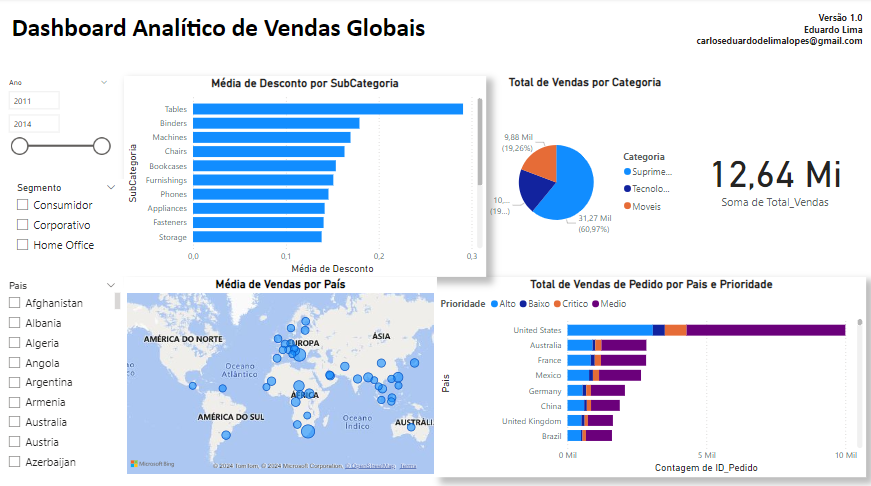 Dashboard Analítico de Vendas Globais
Versão 1.0
Eduardo Lima
carloseduardodelimalopes@gmail.com
Ano
2011
2014
Segmento
Consumidor
Corporativo
Home Office
País
Afghanistan
Albania
Algeria
Angola
Argentina
Armenia
Australia
Austria
Azerbaijan
Média de Desconto por SubCategoria
SubCategoria
Tables
Binders
Machines
Chairs
Bookcases
Furnishings
Phones
Appliances
Fasteners
Storage
0,0 0,1 0,2 0,3
Média de Desconto
Total de Vendas por Categoria
9,88 Mil
(19,26%)
10,...
(19...)
31,27 Mil
(60,97%)
Categoria
Suprime...
Tecnolo...
Moveis
12,64 Mi
Soma de Total_Vendas
Média de Vendas por País
AMÉRICA DO NORTE
EUROPA
ÁSIA
Oceano
Atlântico
ÁFRICA
AMÉRICA DO SUL
Oceano
Índico
AUSTRÁLI
Microsoft Bing
© 2024 TomTom, © 2024 Microsoft Corporation, © OpenStreetMap Terms
Total de Vendas de Pedido por Pais e Prioridade
Prioridade Alto Baixo Critico Medio
Pais
United States
Australia
France
Mexico
Germany
China
United Kingdom
Brazil
0 Mil 5 Mil 10 Mil
Contagem de ID_Pedido